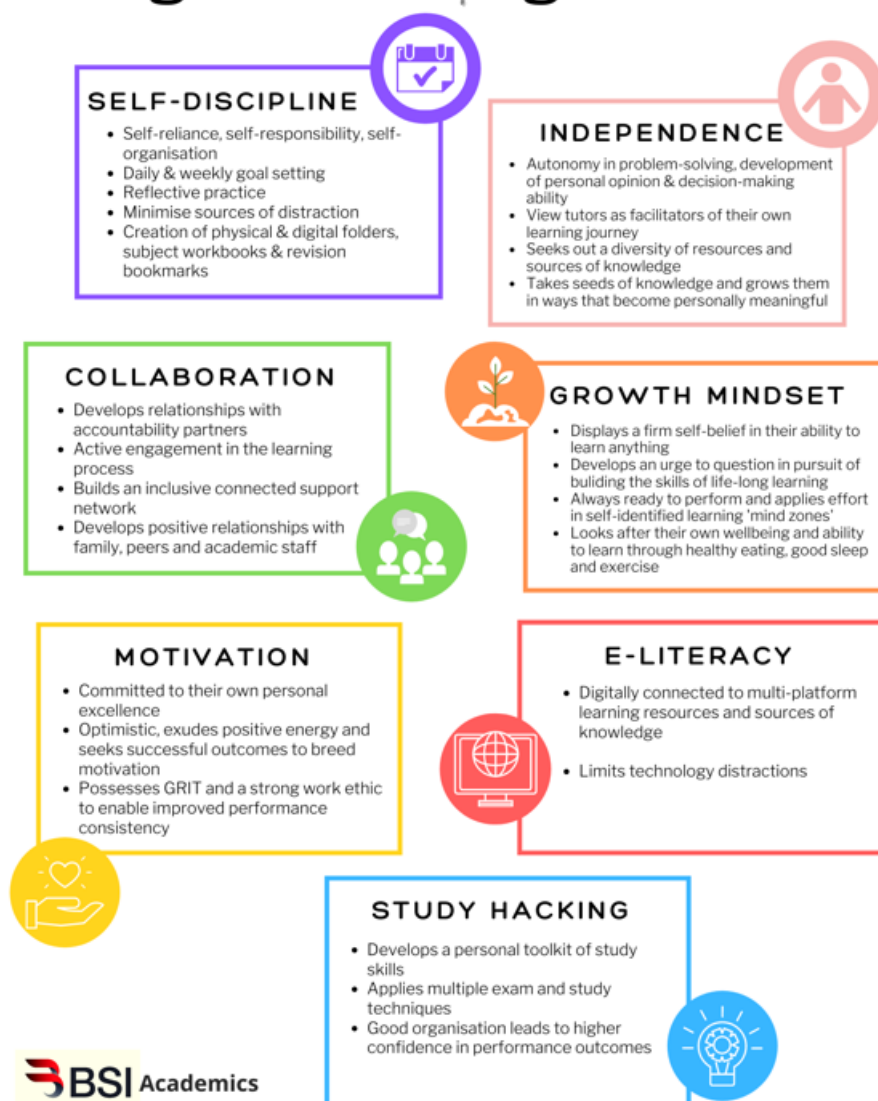 SELF-DISCIPLINE
• Self-reliance, self-responsibility, self-
organisation
• Daily & weekly goal setting
• Reflective practice
• Minimise sources of distraction
• Creation of physical & digital folders,
subject workbooks & revision
bookmarks
INDEPENDENCE
• Autonomy in problem-solving, development
of personal opinion & decision-making
ability
• View tutors as facilitators of their own
learning journey
• Seeks out a diversity of resources and
sources of knowledge
• Takes seeds of knowledge and grows them
in ways that become personally meaningful
COLLABORATION
• Develops relationships with
accountability partners
• Active engagement in the learning
process
• Builds an inclusive connected support
network
• Develops positive relationships with
family, peers and academic staff
GROWTH MINDSET
• Displays a firm self-belief in their ability to
learn anything
• Develops an urge to question in pursuit of
buliding the skills of life-long learning
• Always ready to perform and applies effort
in self-identified learning 'mind zones'
• Looks after their own wellbeing and ability
to learn through healthy eating, good sleep
and exercise
MOTIVATION
• Committed to their own personal
excellence
• Optimistic, exudes positive energy and
seeks successful outcomes to breed
motivation
• Possesses GRIT and a strong work ethic
to enable improved performance
consistency
E-LITERACY
• Digitally connected to multi-platform
learning resources and sources of
knowledge
• Limits technology distractions
STUDY HACKING
• Develops a personal toolkit of study
skills
• Applies multiple exam and study
techniques
• Good organisation leads to higher
confidence in performance outcomes
BSI Academics